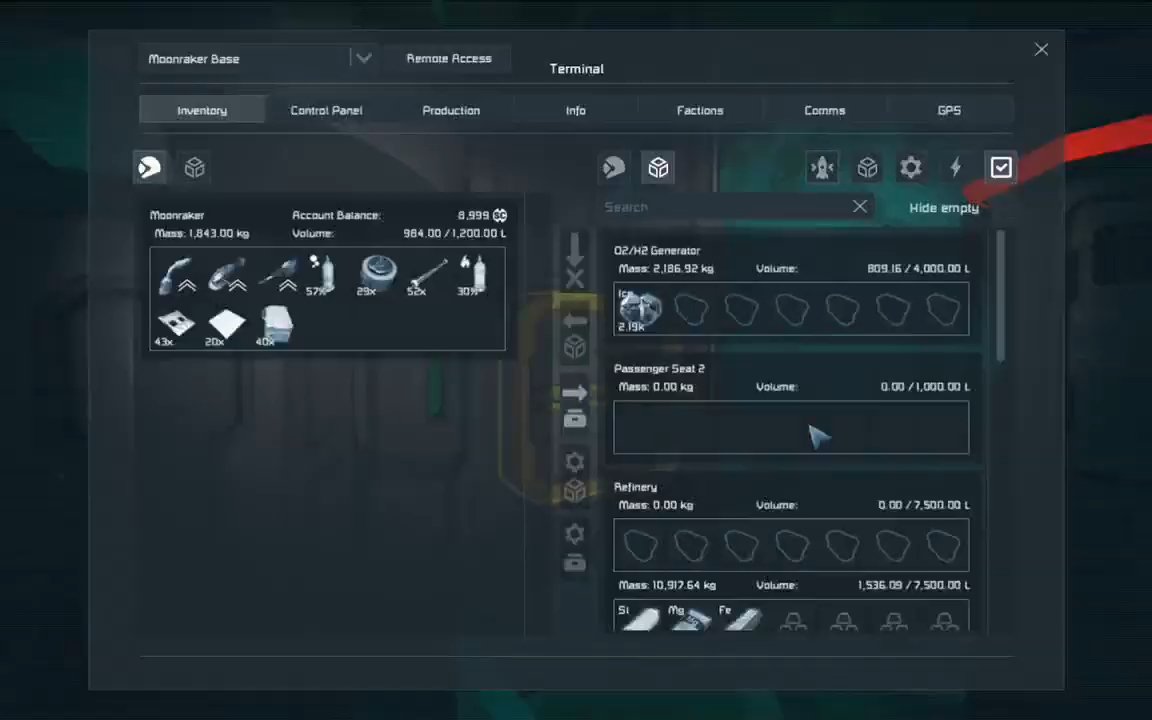 Moonraker Base
Remote Access
Terminal
Inventory Control Panel Production Info Factions Comms GPS
Search
Hide empty
Moonraker Account Balance: 8,999 SC
Mass: 1,843.00 kg Volume: 984.00 / 1,200.00 L
57% 29x 52x 30%
43x 20x 40x
O2/H2 Generator
Mass: 2,186.92 kg Volume: 809.16 / 4,000.00 L
Ice
2.19k
Passenger Seat 2
Mass: 0.00 kg Volume: 0.00 / 1,000.00 L
Refinery
Mass: 0.00 kg Volume: 0.00 / 7,500.00 L
Mass: 10,917.64 kg Volume: 1,536.09 / 7,500.00 L
Si Mg Fe